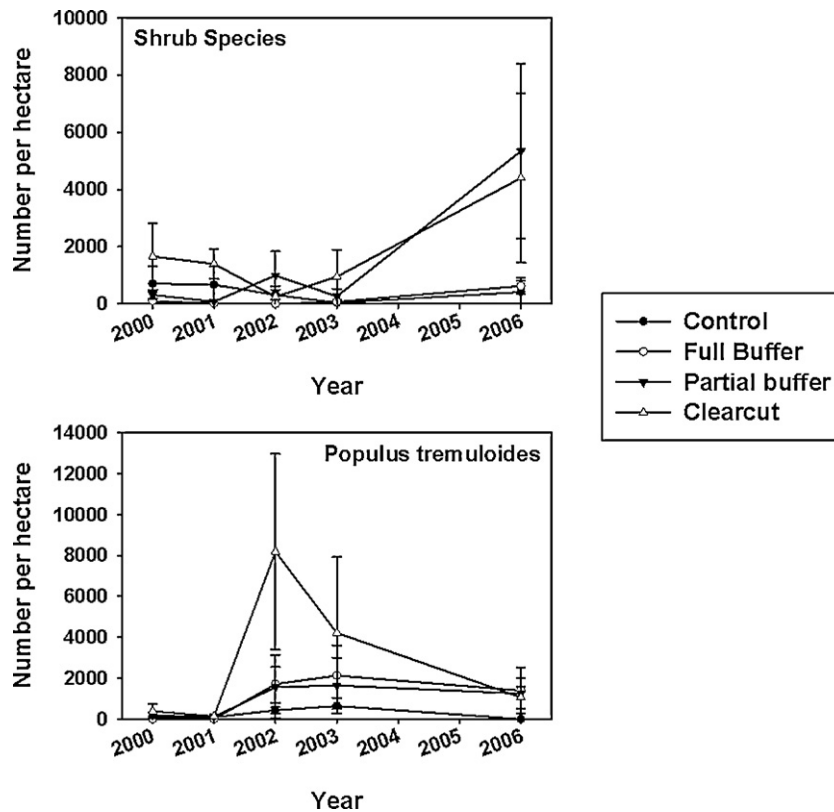 10000
Shrub Species
8000
6000
4000
2000
0
Number per hectare
2000 2001 2002 2003 2004 2005 2006
Year
Control
Full Buffer
Partial buffer
Clearcut
14000
Populus tremuloides
12000
10000
8000
6000
4000
2000
0
Number per hectare
2000 2001 2002 2003 2004 2005 2006
Year